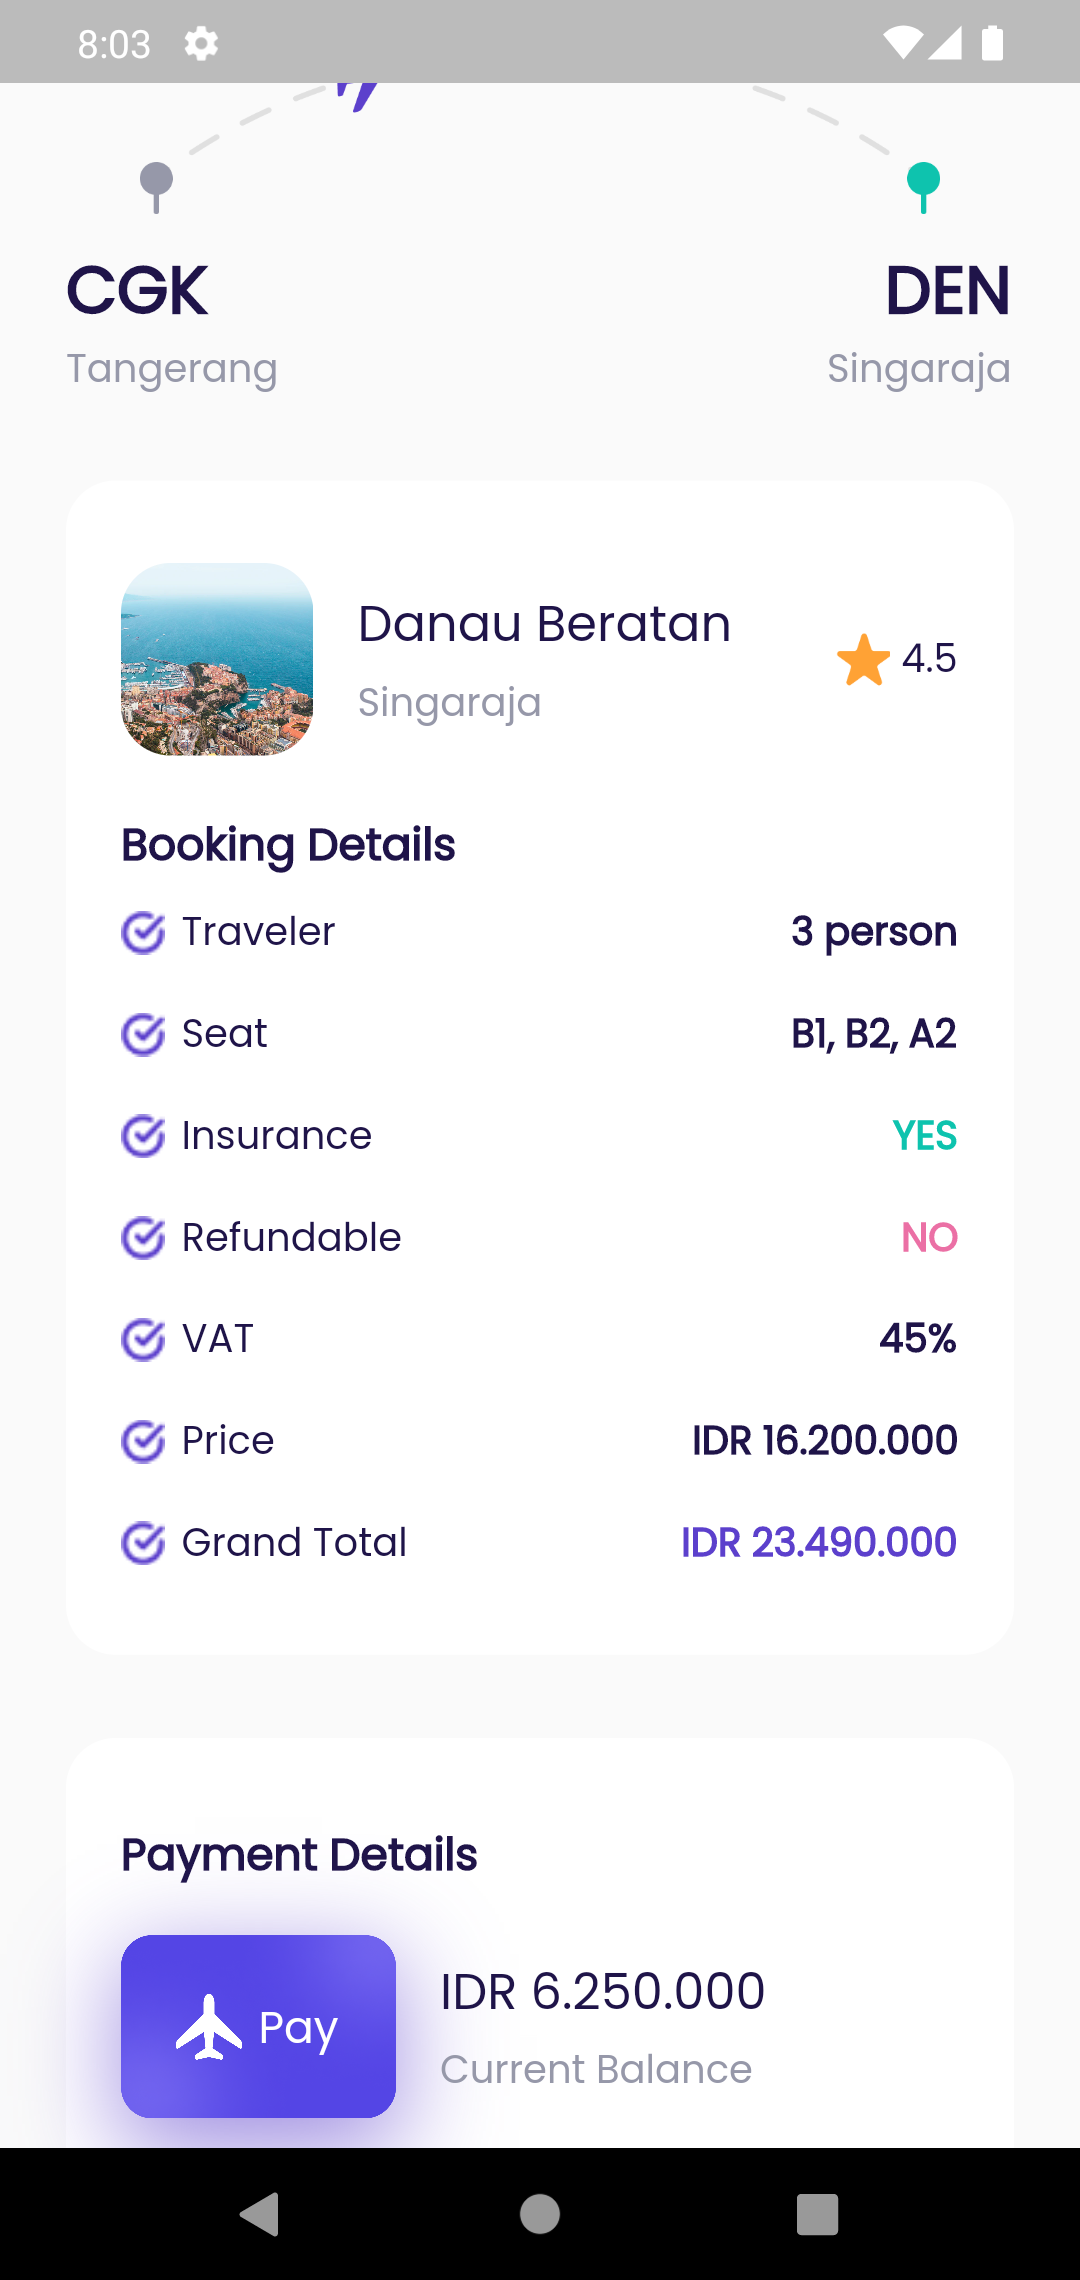 8:03
CGK
DEN
Tangerang
Singaraja
Danau Beratan
4.5
Singaraja
Booking Details
Traveler
3 person
Seat
B1, B2, A2
Insurance
YES
Refundable
NO
VAT
45%
Price
IDR 16.200.000
Grand Total
IDR 23.490.000
Payment Details
Pay
IDR 6.250.000
Current Balance